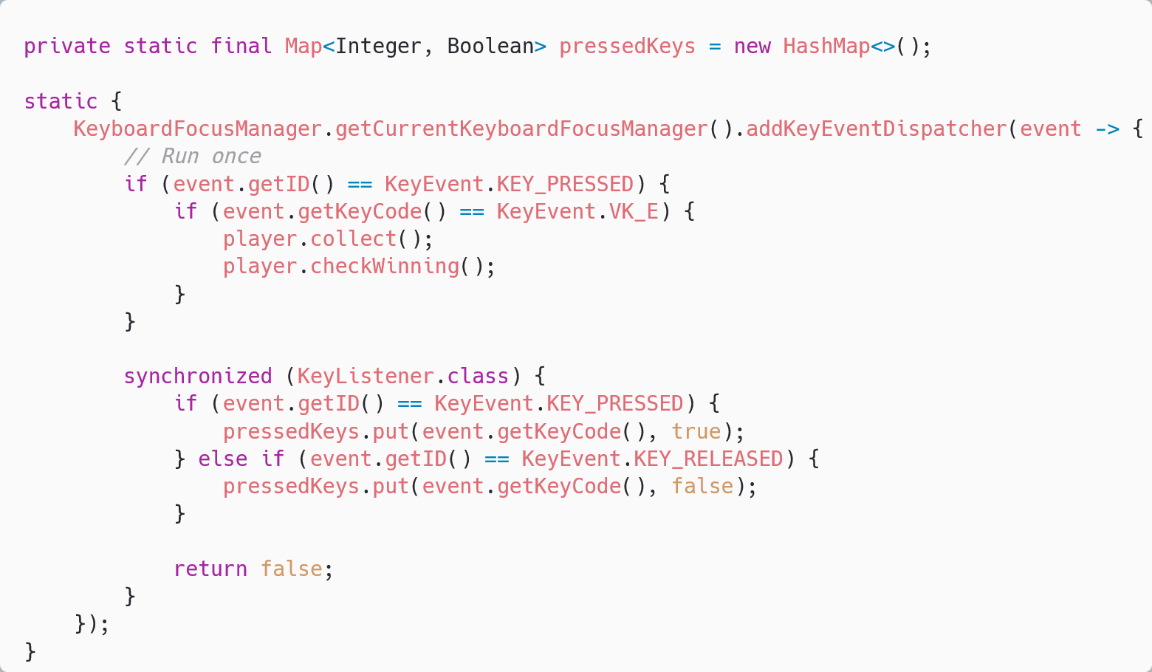 private static final Map<Integer, Boolean> pressedKeys = new HashMap<>();

static {
    KeyboardFocusManager.getCurrentKeyboardFocusManager().addKeyEventDispatcher(event -> {
        // Run once
        if (event.getID() == KeyEvent.KEY_PRESSED) {
            if (event.getKeyCode() == KeyEvent.VK_E) {
                player.collect();
                player.checkWinning();
            }
        }

        synchronized (KeyListener.class) {
            if (event.getID() == KeyEvent.KEY_PRESSED) {
                pressedKeys.put(event.getKeyCode(), true);
            } else if (event.getID() == KeyEvent.KEY_RELEASED) {
                pressedKeys.put(event.getKeyCode(), false);
            }

            return false;
        }
    });
}